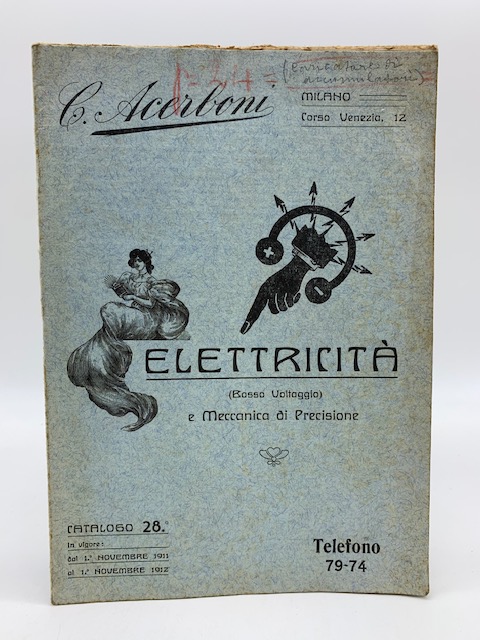 C. Acerboni
MILANO
Corso Venezia, 12
+
-
ELETTRICITÀ
(Basso Voltaggio)
e Meccanica di Precisione
CATALOGO 28.°
In vigore:
dal 1.° NOVEMBRE 1911
al 1.° NOVEMBRE 1912
Telefono
79-74